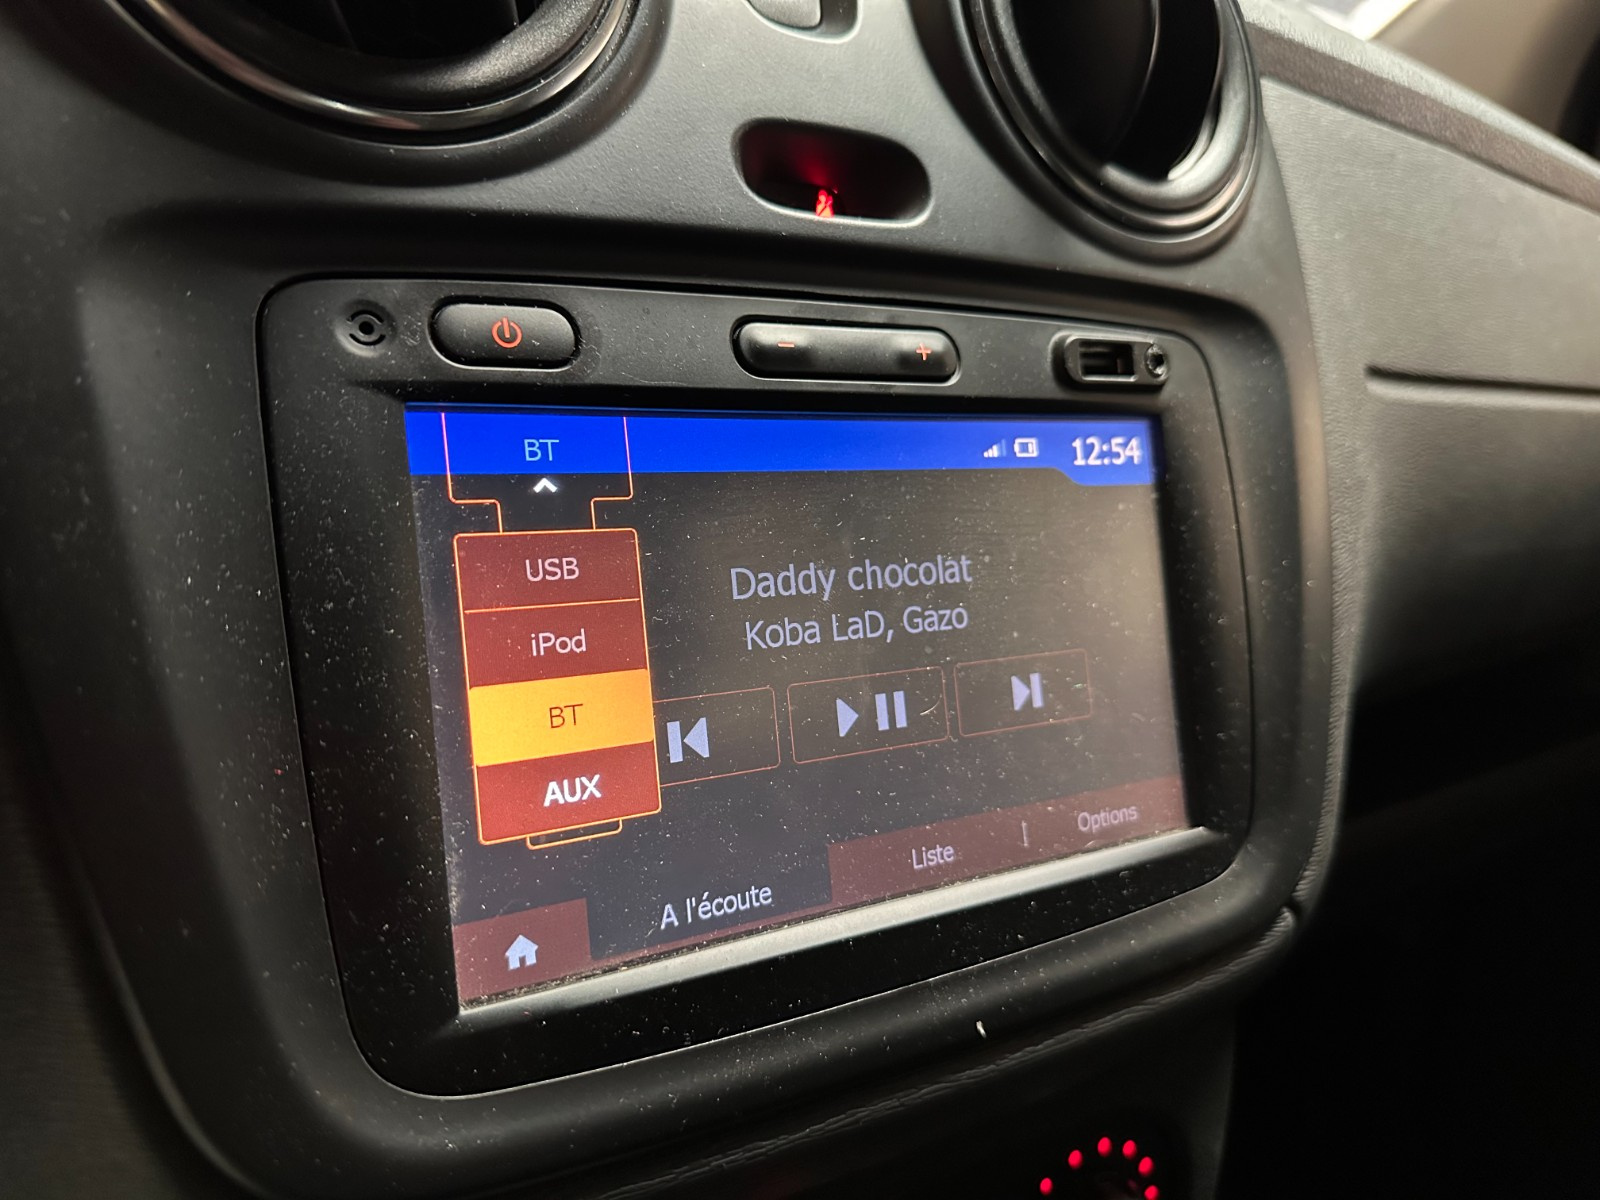 BT
12:54
USB
iPod
BT
AUX
Daddy chocolat
Koba LaD, Gazo
A l'écoute
Liste
Options